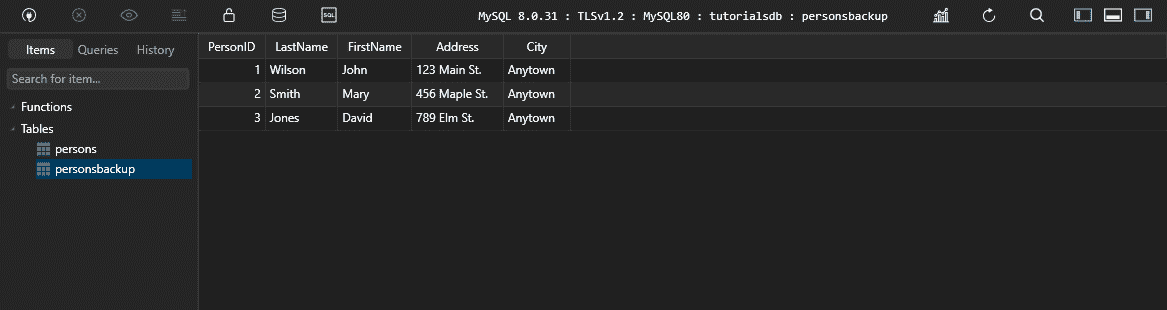 SQL MySQL 8.0.31 : TLSv1.2 : MySQL80 : tutorialsdb : personsbackup
Items Queries History
Search for item...
Functions
Tables
persons
personsbackup
PersonID LastName FirstName Address City
1 Wilson John 123 Main St. Anytown
2 Smith Mary 456 Maple St. Anytown
3 Jones David 789 Elm St. Anytown